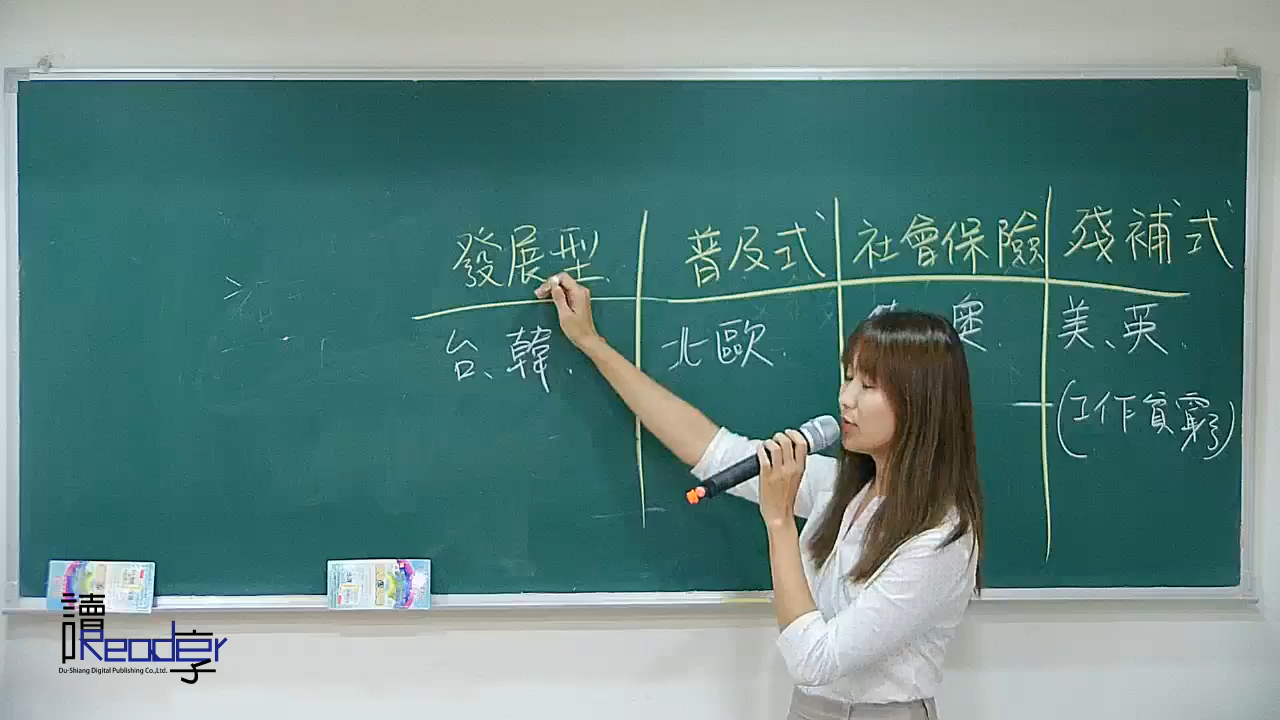 發展型 普及式 社會保險 殘補式
台、韓. 北歐. 奧. 美、英.
(工作貧窮)
讀享
Reader
Du-Shiang Digital Publishing Co.,Ltd.